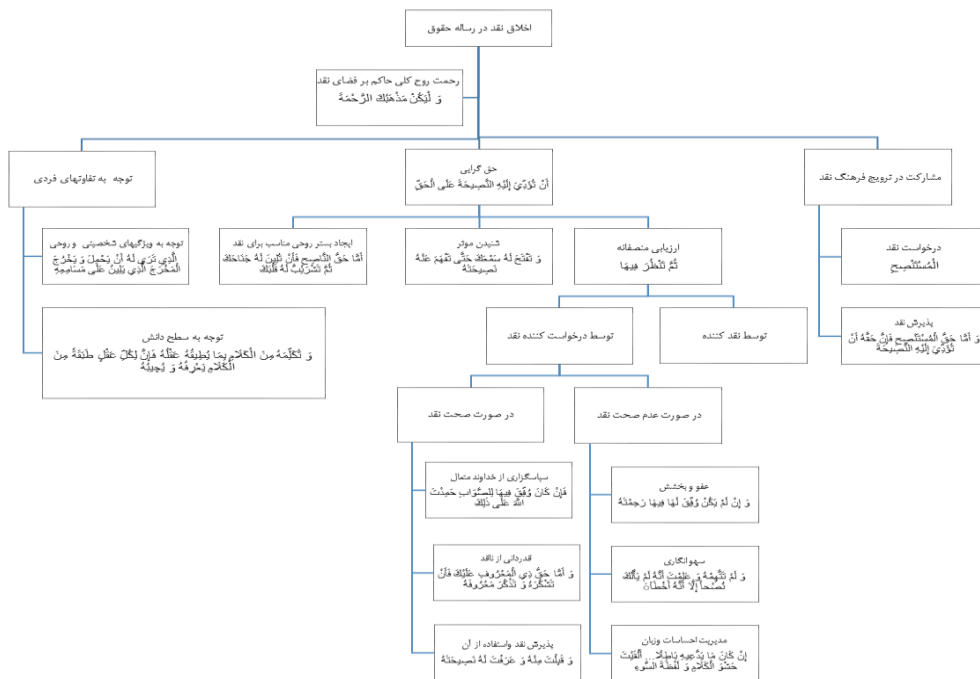 اخلاق نقد در رساله حقوق
رحمت روح کلی حاکم بر فضای نقد
وَ لْيَكُنْ مَذْهَبُكَ الرَّحْمَةَ
مشارکت در ترویج فرهنگ نقد
درخواست نقد
الْمُسْتَنْصِحِ
پذیرش نقد
وَ أَمَّا حَقُّ الْمُسْتَنْصِحِ فَإِنَّ حَقَّهُ أَنْ
تُؤَدِّيَ إِلَيْهِ النَّصِيحَةَ
حق گرایی
أَنْ تُؤَدِّيَ إِلَيْهِ النَّصِيحَةَ عَلَى الْحَقِّ
ارزیابی منصفانه
ثُمَّ تَنْظُرَ فِيهَا
شنیدن موثر
وَ تَفْتَحَ لَهُ سَمْعَكَ حَتَّى تَفْهَمَ عَنْهُ
نَصِيحَتَهُ
ایجاد بستر روحی مناسب برای نقد
أَمَّا حَقُّ النَّاصِحِ فَأَنْ تُلِينَ لَهُ جَنَاحَكَ
ثُمَّ تَشْرَئِبَّ لَهُ قَلْبَكَ
توسط نقد کننده
توسط درخواست کننده نقد
در صورت عدم صحت نقد
عفو و بخشش
وَ إِنْ لَمْ يَكُنْ وُفِّقَ لَهَا فِيهَا رَحِمْتَهُ
سهوانگاری
وَ لَمْ تَتَّهِمْهُ وَ عَلِمْتَ أَنَّهُ لَمْ يَأْلُكَ
نُصْحاً إِلَّا أَنَّهُ أَخْطَأَ
مدیریت احساسات وزبان
إِنْ كَانَ مَا يَدَّعِيهِ بَاطِلًا... أَلْقَيْتَ
حَشْوَ الْكَلَامِ وَ لَفْظَةَ السَّوْءِ
در صورت صحت نقد
سپاسگزاری از خداوند متعال
فَإِنْ كَانَ وُفِّقَ فِيهَا لِلصَّوَابِ حَمِدْتَ
اللَّهَ عَلَى ذَلِكَ
قدردانی از ناقد
وَ أَمَّا حَقُّ ذِي الْمَعْرُوفِ عَلَيْكَ فَأَنْ
تَشْكُرَهُ وَ تَذْكُرَ مَعْرُوفَهُ
پذیرش نقد واستفاده از آن
وَ قَبِلْتَ مِنْهُ وَ عَرَفْتَ لَهُ نَصِيحَتَهُ
توجه به تفاوتهای فردی
توجه به ویژگیهای شخصیتی و روحی
الَّذِي تَرَى لَهُ أَنْ يَحْمِلَ وَ يَخْرُجَ
الْمَخْرَجَ الَّذِي يَلِينُ عَلَى مَسَامِعِهِ
توجه به سطح دانش
وَ تُكَلِّمَهُ مِنَ الْكَلَامِ بِمَا يُطِيقُهُ عَقْلُهُ فَإِنَّ لِكُلِّ عَقْلٍ طَبَقَةً مِنَ
الْكَلَامِ يَعْرِفُهُ وَ يُجِيبُهُ